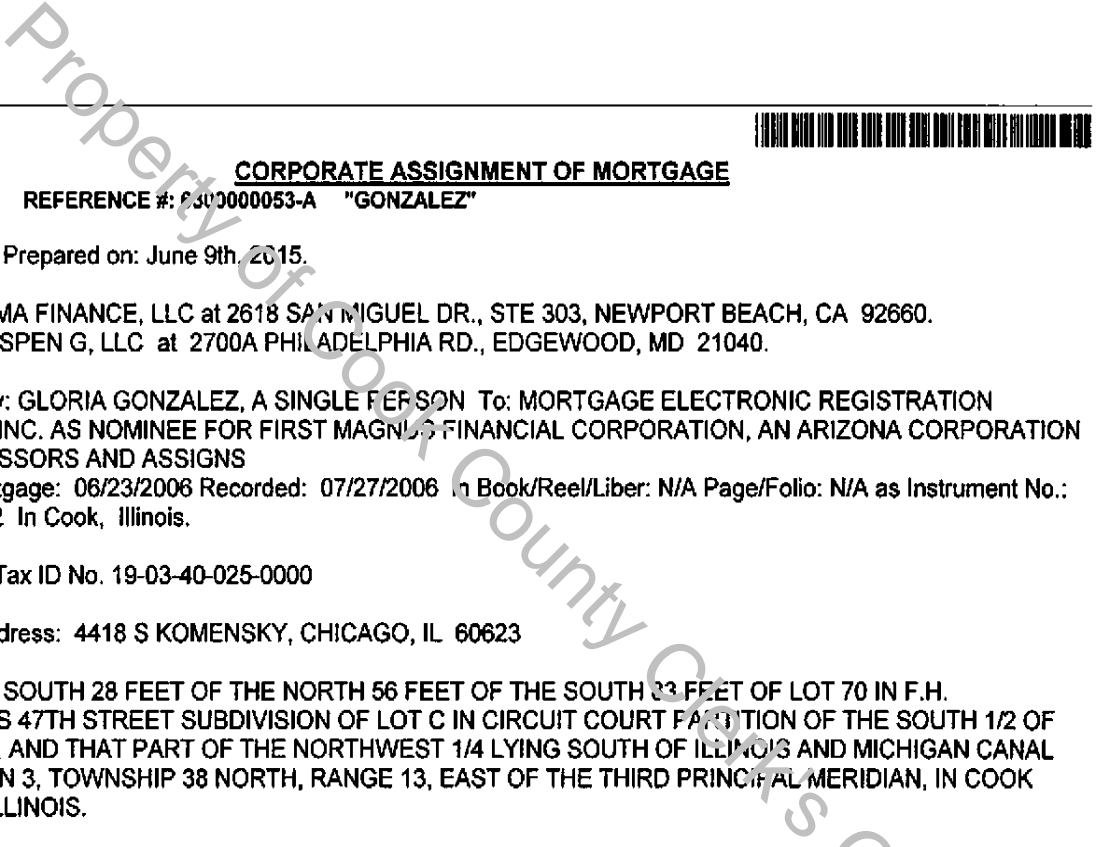 CORPORATE ASSIGNMENT OF MORTGAGE
REFERENCE #: "GONZALEZ"
Prepared on: June 9th, 2015.
MA FINANCE, LLC at 2618 SAN MIGUEL DR., STE 303, NEWPORT BEACH, CA 92660.
SPEN G, LLC at 2700A PHILADELPHIA RD., EDGEWOOD, MD 21040.
: GLORIA GONZALEZ, A SINGLE PERSON To: MORTGAGE ELECTRONIC REGISTRATION
INC. AS NOMINEE FOR FIRST MAGNUS FINANCIAL CORPORATION, AN ARIZONA CORPORATION
SSORS AND ASSIGNS
gage: 06/23/2006 Recorded: 07/27/2006 In Book/Reel/Liber: N/A Page/Folio: N/A as Instrument No.:
2 In Cook, Illinois.
Tax ID No. 19-03-40-025-0000
dress: 4418 S KOMENSKY, CHICAGO, IL 60623
SOUTH 28 FEET OF THE NORTH 56 FEET OF THE SOUTH FEET OF LOT 70 IN F.H.
S 47TH STREET SUBDIVISION OF LOT C IN CIRCUIT COURT PARTITION OF THE SOUTH 1/2 OF
AND THAT PART OF THE NORTHWEST 1/4 LYING SOUTH OF ILLINOIS AND MICHIGAN CANAL
N 3, TOWNSHIP 38 NORTH, RANGE 13, EAST OF THE THIRD PRINCIPAL MERIDIAN, IN COOK
LLINOIS.
Property of Cook County Clerk's